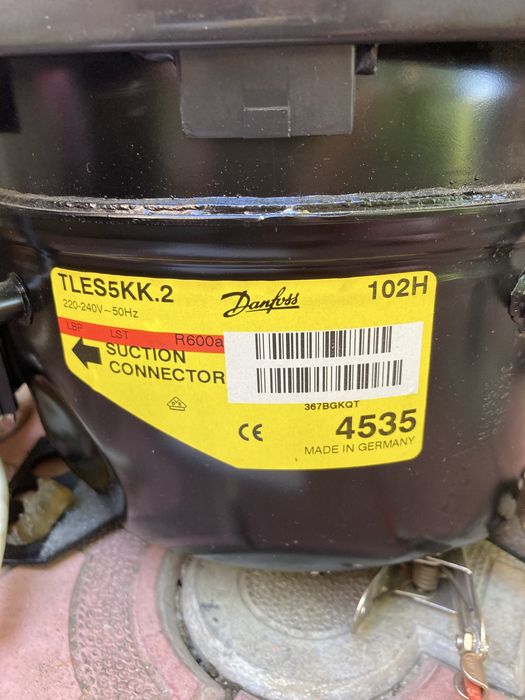 TLES5KK.2
Danfoss
102H
220-240V~50Hz
LBP LST R600a
SUCTION
CONNECTOR
367BGKQT
4535
CE
MADE IN GERMANY